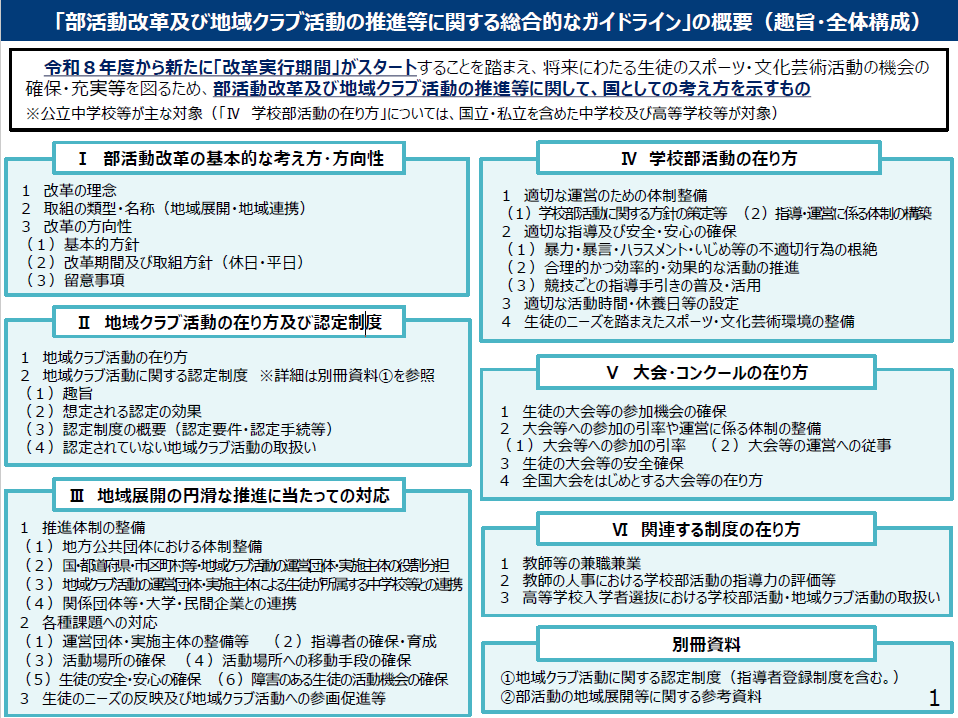 「部活動改革及び地域クラブ活動の推進等に関する総合的なガイドライン」の概要（趣旨・全体構成）
令和８年度から新たに「改革実行期間」がスタートすることを踏まえ、将来にわたる生徒のスポーツ・文化芸術活動の機会の
確保・充実等を図るため、部活動改革及び地域クラブ活動の推進等に関して、国としての考え方を示すもの
※公立中学校等が主な対象（「Ⅳ　学校部活動の在り方」については、国立・私立を含めた中学校及び高等学校等が対象）
Ⅰ　部活動改革の基本的な考え方・方向性
１　改革の理念
２　取組の類型・名称（地域展開・地域連携）
３　改革の方向性
（１）基本的方針
（２）改革期間及び取組方針（休日・平日）
（３）留意事項
Ⅱ　地域クラブ活動の在り方及び認定制度
１　地域クラブ活動の在り方
２　地域クラブ活動に関する認定制度　※詳細は別冊資料①を参照
（１）趣旨
（２）想定される認定の効果
（３）認定制度の概要（認定要件・認定手続等）
（４）認定されていない地域クラブ活動の取扱い
Ⅲ　地域展開の円滑な推進に当たっての対応
１　推進体制の整備
（１）地方公共団体における体制整備
（２）国・都道府県・市区町村等・地域クラブ活動の運営団体・実施主体の役割分担
（３）地域クラブ活動の運営団体・実施主体による生徒が所属する中学校等との連携
（４）関係団体等・大学・民間企業との連携
２　各種課題への対応
（１）運営団体・実施主体の整備等　（２）指導者の確保・育成
（３）活動場所の確保　（４）活動場所への移動手段の確保
（５）生徒の安全・安心の確保　（６）障害のある生徒の活動機会の確保
３　生徒のニーズの反映及び地域クラブ活動への参画促進等
Ⅳ　学校部活動の在り方
１　適切な運営のための体制整備
（１）学校部活動に関する方針の策定等　（２）指導・運営に係る体制の構築
２　適切な指導及び安全・安心の確保
（１）暴力・暴言・ハラスメント・いじめ等の不適切行為の根絶
（２）合理的かつ効率的・効果的な活動の推進
（３）競技ごとの指導手引きの普及・活用
３　適切な活動時間・休養日等の設定
４　生徒のニーズを踏まえたスポーツ・文化芸術環境の整備
Ⅴ　大会・コンクールの在り方
１　生徒の大会等の参加機会の確保
２　大会等への参加の引率や運営に係る体制の整備
（１）大会等への参加の引率　（２）大会等の運営への従事
３　生徒の大会等の安全確保
４　全国大会をはじめとする大会等の在り方
Ⅵ　関連する制度の在り方
１　教師等の兼職兼業
２　教師の人事における学校部活動の指導力の評価等
３　高等学校入学者選抜における学校部活動・地域クラブ活動の取扱い
別冊資料
①地域クラブ活動に関する認定制度（指導者登録制度を含む。）
②部活動の地域展開等に関する参考資料
1